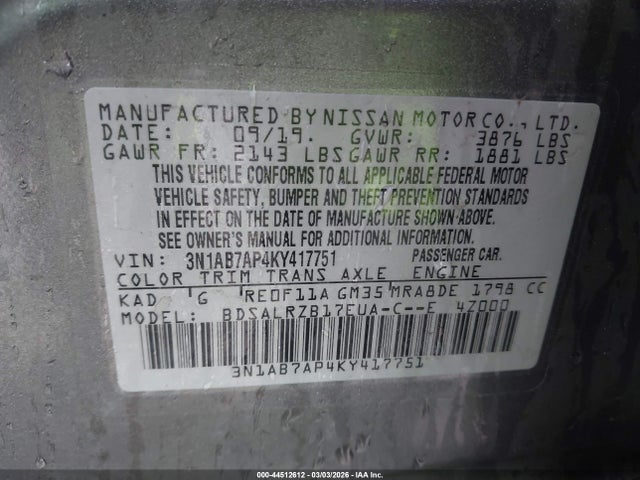 MANUFACTURED BY NISSAN MOTOR CO., LTD.
DATE: 09/19. GVWR: 3876 LBS
GAWR FR: 2143 LBS GAWR RR: 1881 LBS
THIS VEHICLE CONFORMS TO ALL APPLICABLE FEDERAL MOTOR
VEHICLE SAFETY, BUMPER AND THEFT PREVENTION STANDARDS
IN EFFECT ON THE DATE OF MANUFACTURE SHOWN ABOVE.
SEE OWNER'S MANUAL FOR ADDITIONAL INFORMATION.
VIN: 3N1AB7AP4KY417751 PASSENGER CAR.
COLOR TRIM TRANS AXLE ENGINE
KAD G RE0F11A GM35 MRA8DE 1798 CC
MODEL: BDSALRZB17EUA-C--E 4Z000
3N1AB7AP4KY417751
000-44512612 - 03/03/2026 - IAA Inc.